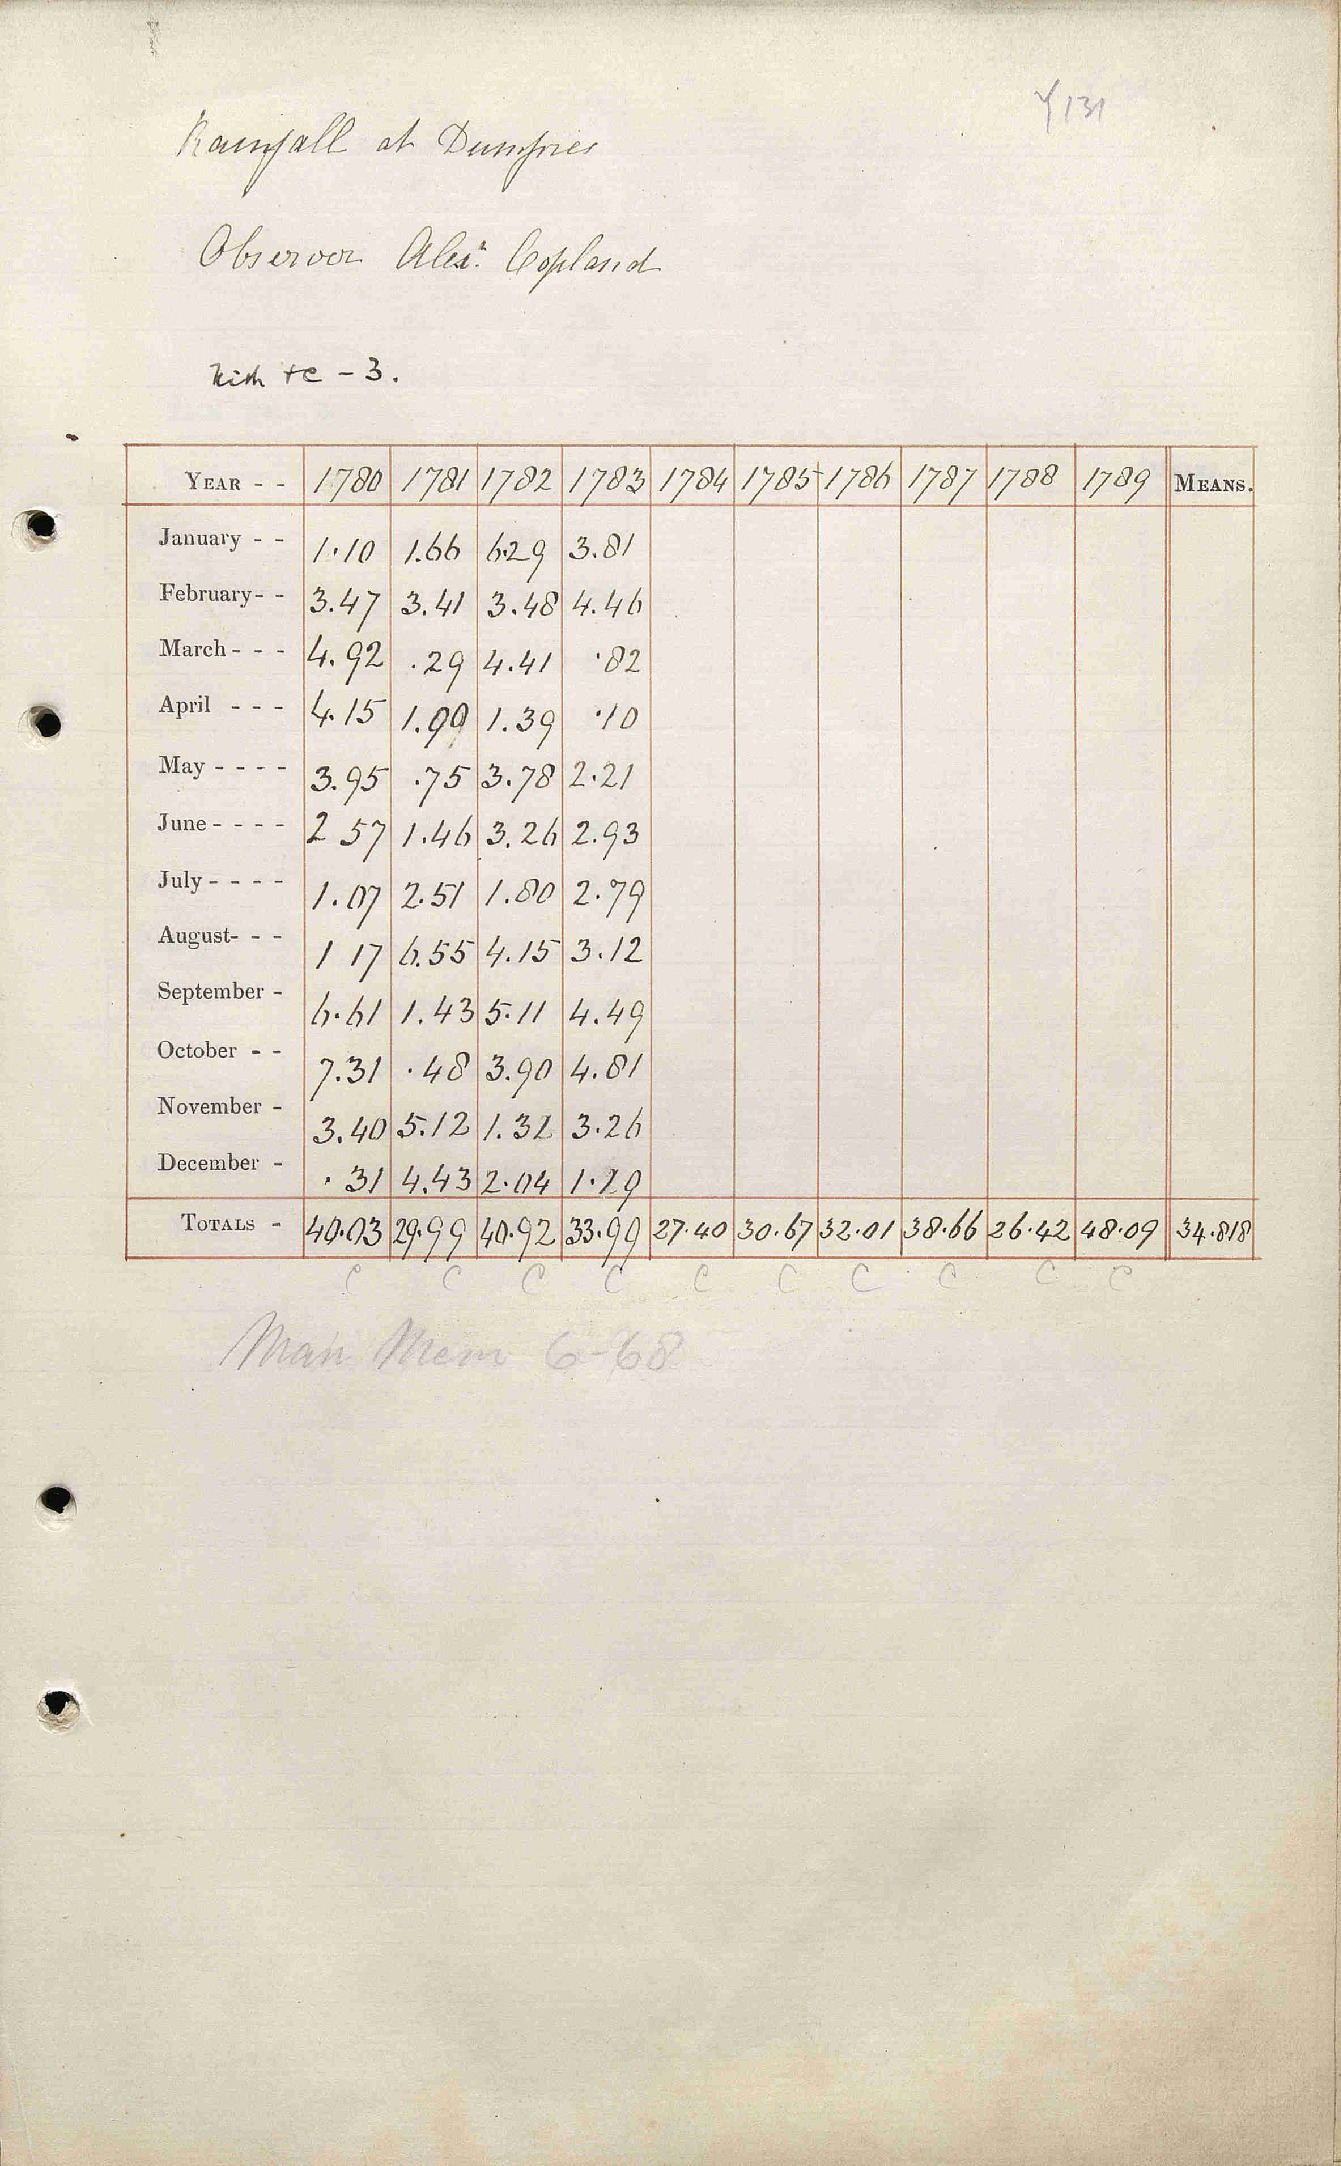 Y131
Rainfall at Dumfries
Observer Alexr. Copland
Nith &c - 3.
YEAR - - 1780 1781 1782 1783 1784 1785 1786 1787 1788 1789 MEANS.
January - - 1.10 1.66 6.29 3.81
February - - 3.47 3.41 3.48 4.46
March - - - 4.92 .29 4.41 .82
April - - - 4.15 1.90 1.39 .10
May - - - - 3.95 .75 3.78 2.21
June - - - - 2 57 1.46 3.26 2.93
July - - - - 1.07 2.51 1.80 2.79
August - - - 1 17 6.55 4.15 3.12
September - 6.61 1.43 5.11 4.49
October - - 7.31 .48 3.90 4.81
November - 3.40 5.12 1.31 3.26
December - .31 4.43 2.04 1.19
TOTALS - 40.03 29.99 40.92 33.99 27.40 30.67 32.01 38.66 26.42 48.09 34.818
C C C C C C C C C C
Man Mem 6-68